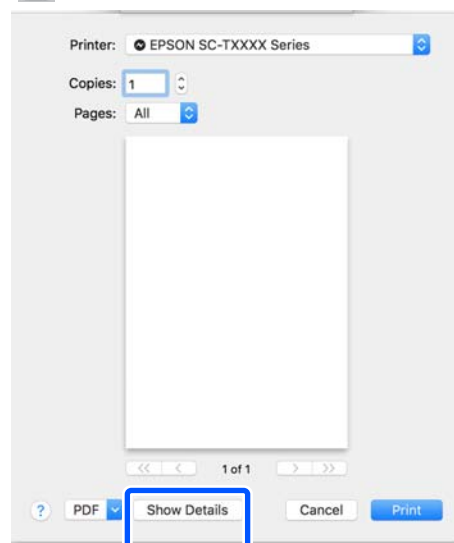 Printer: EPSON SC-TXXXX Series
Copies: 1
Pages: All
<< < 1 of 1 > >>
? PDF Show Details Cancel Print